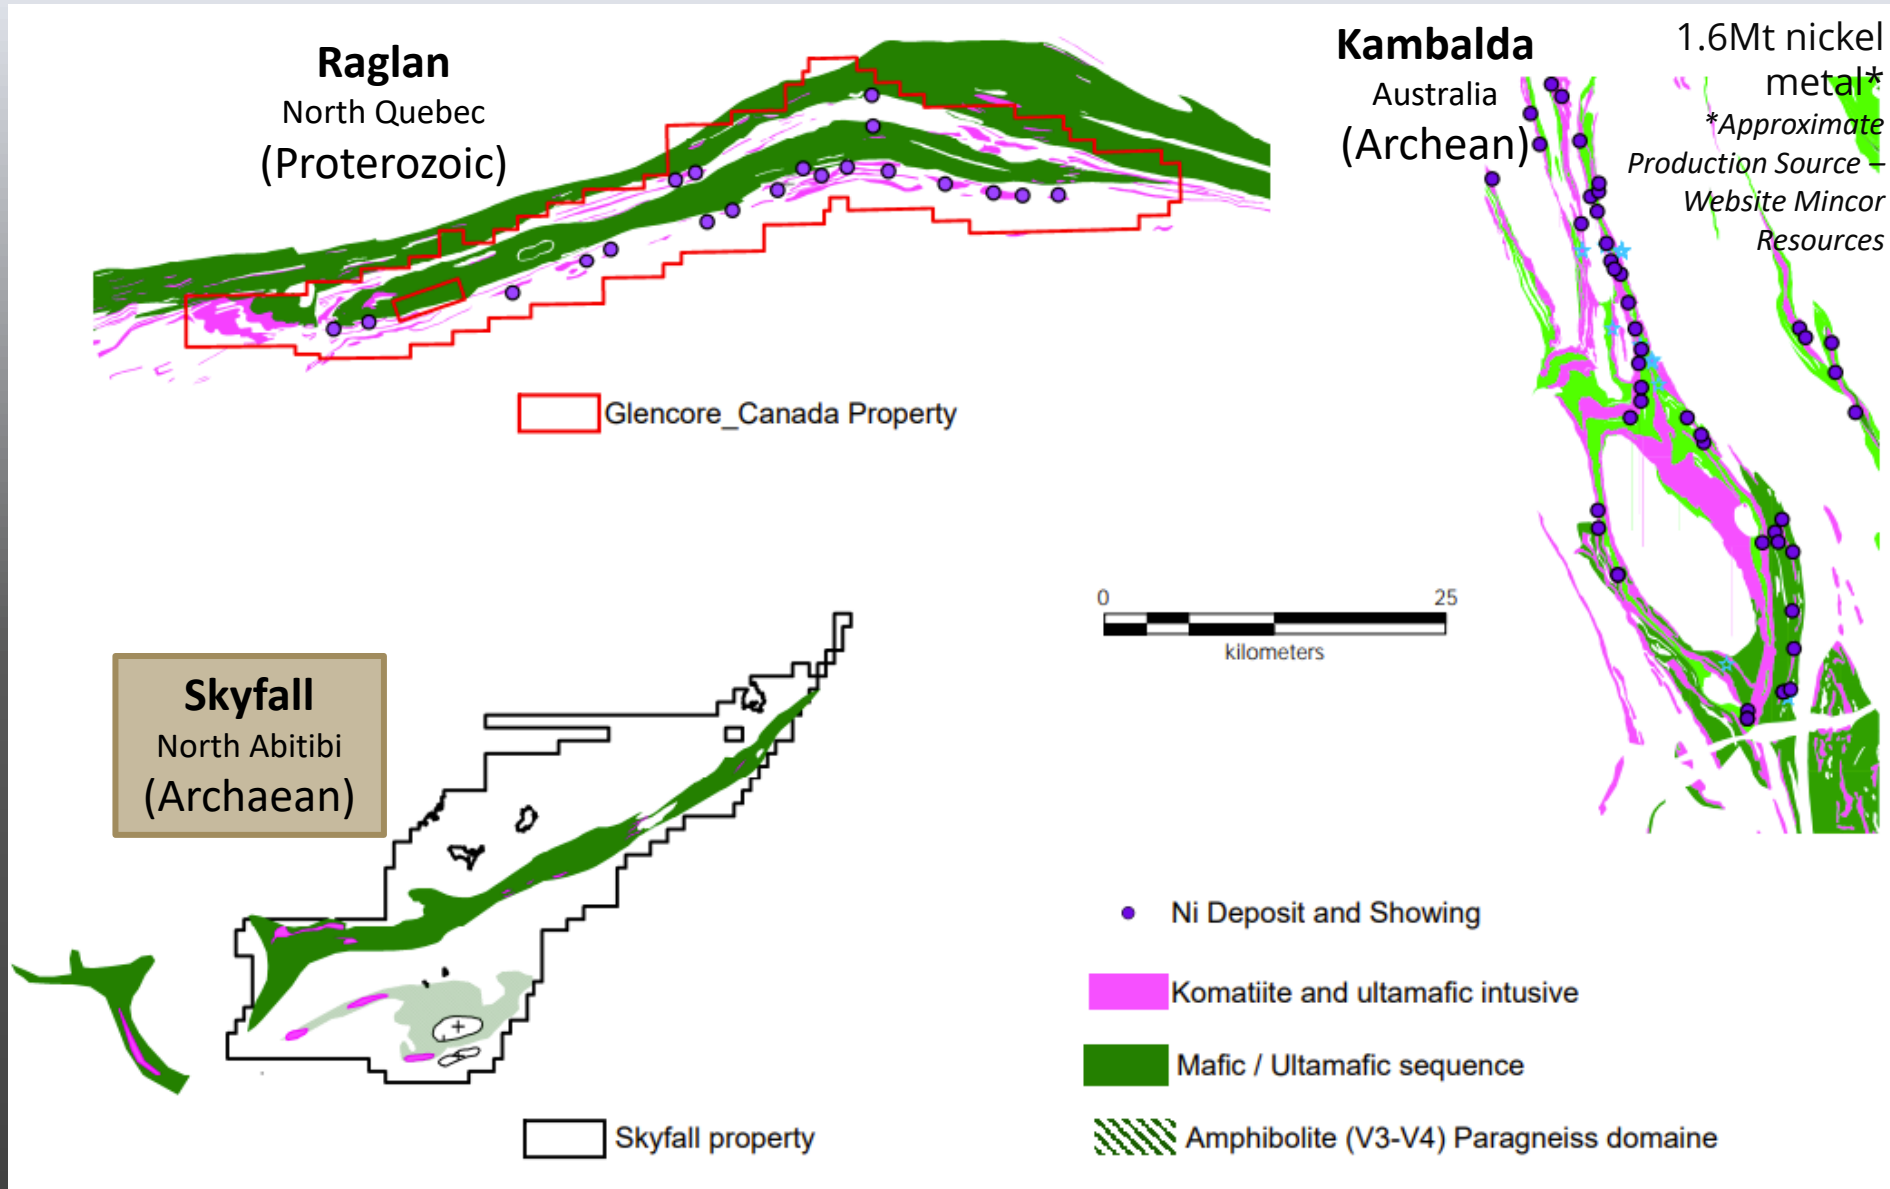 Raglan
North Quebec
(Proterozoic)
Kambalda
Australia
(Archean)
1.6Mt nickel
metal*
*Approximate
Production Source –
Website Mincor
Resources
Glencore_Canada Property
0 25
kilometers
Skyfall
North Abitibi
(Archaean)
Skyfall property
Ni Deposit and Showing
Komatiite and ultamafic intusive
Mafic / Ultamafic sequence
Amphibolite (V3-V4) Paragneiss domaine